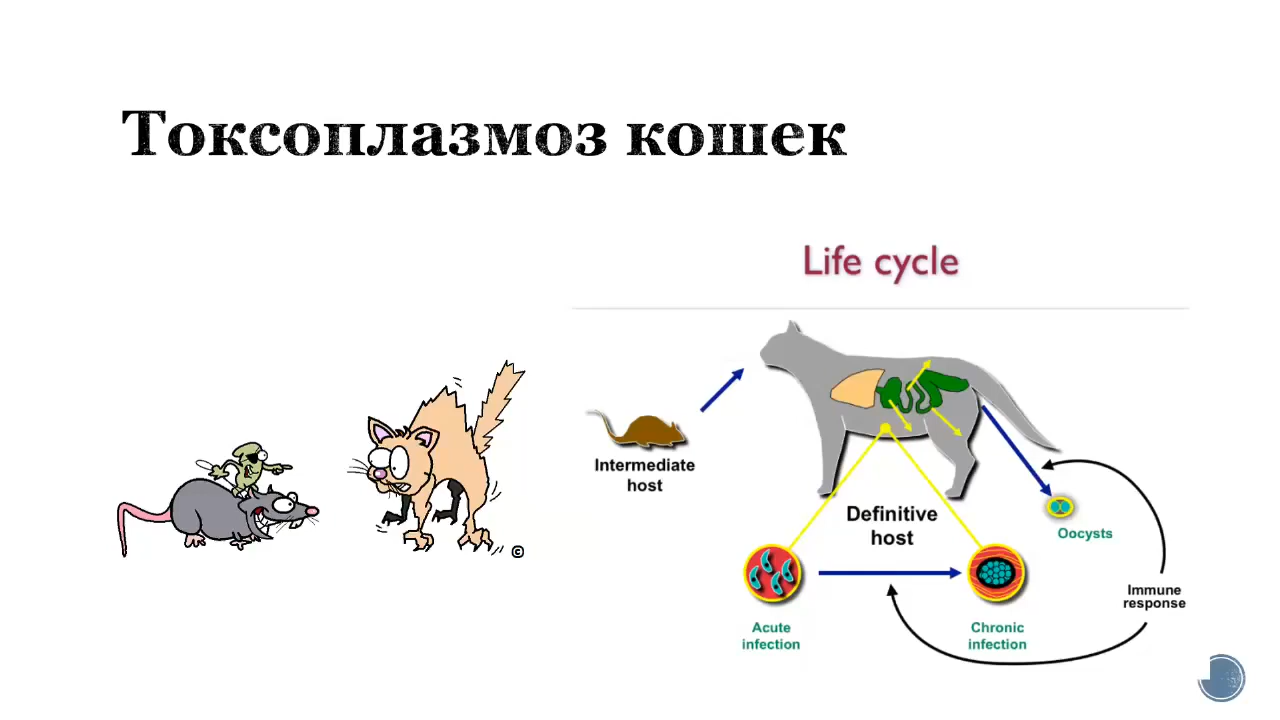 Токсоплазмоз кошек
Life cycle
Intermediate
host
Definitive
host
Oocysts
Immune
response
Acute
infection
Chronic
infection
©